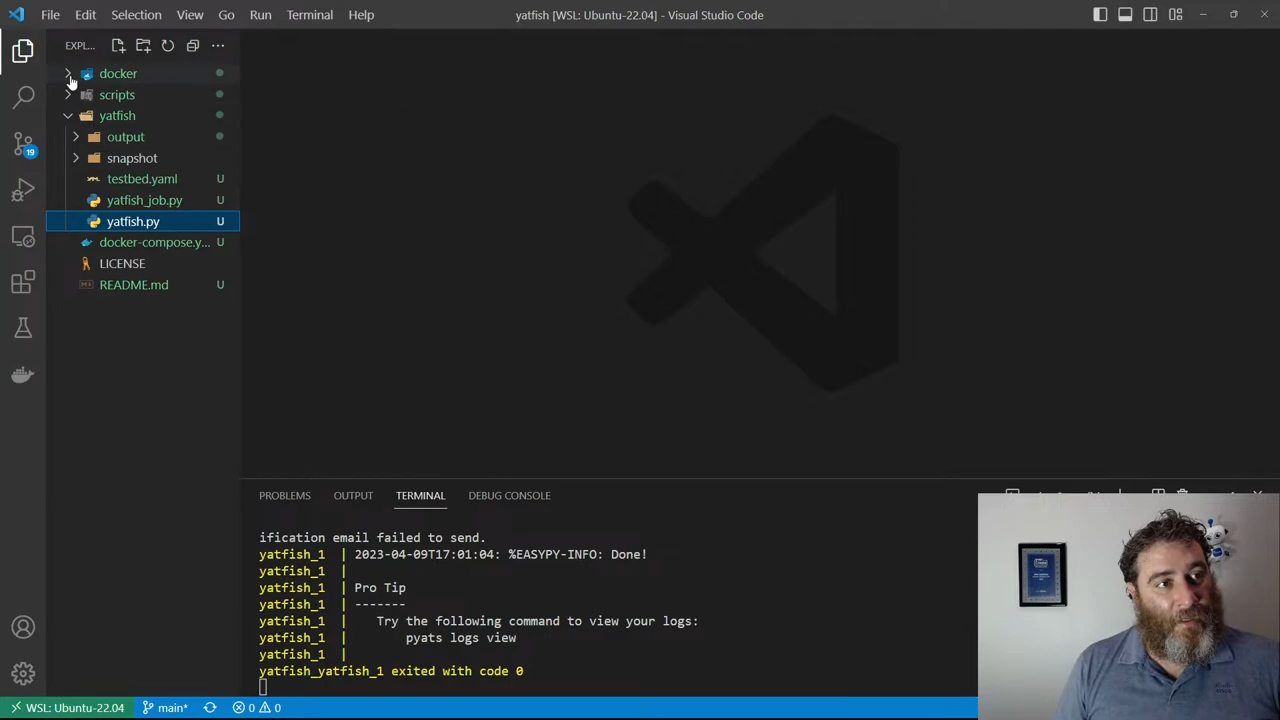 File Edit Selection View Go Run Terminal Help yatfish [WSL: Ubuntu-22.04] - Visual Studio Code
EXPL...
docker
scripts
yatfish
output
snapshot
testbed.yaml U
yatfish_job.py U
yatfish.py U
docker-compose.y... U
LICENSE
README.md U
19
PROBLEMS OUTPUT TERMINAL DEBUG CONSOLE
ification email failed to send.
yatfish_1 | 2023-04-09T17:01:04: %EASYPY-INFO: Done!
yatfish_1 |
yatfish_1 | Pro Tip
yatfish_1 | -------
yatfish_1 | Try the following command to view your logs:
yatfish_1 | pyats logs view
yatfish_1 |
yatfish_yatfish_1 exited with code 0
WSL: Ubuntu-22.04 main* 0 0